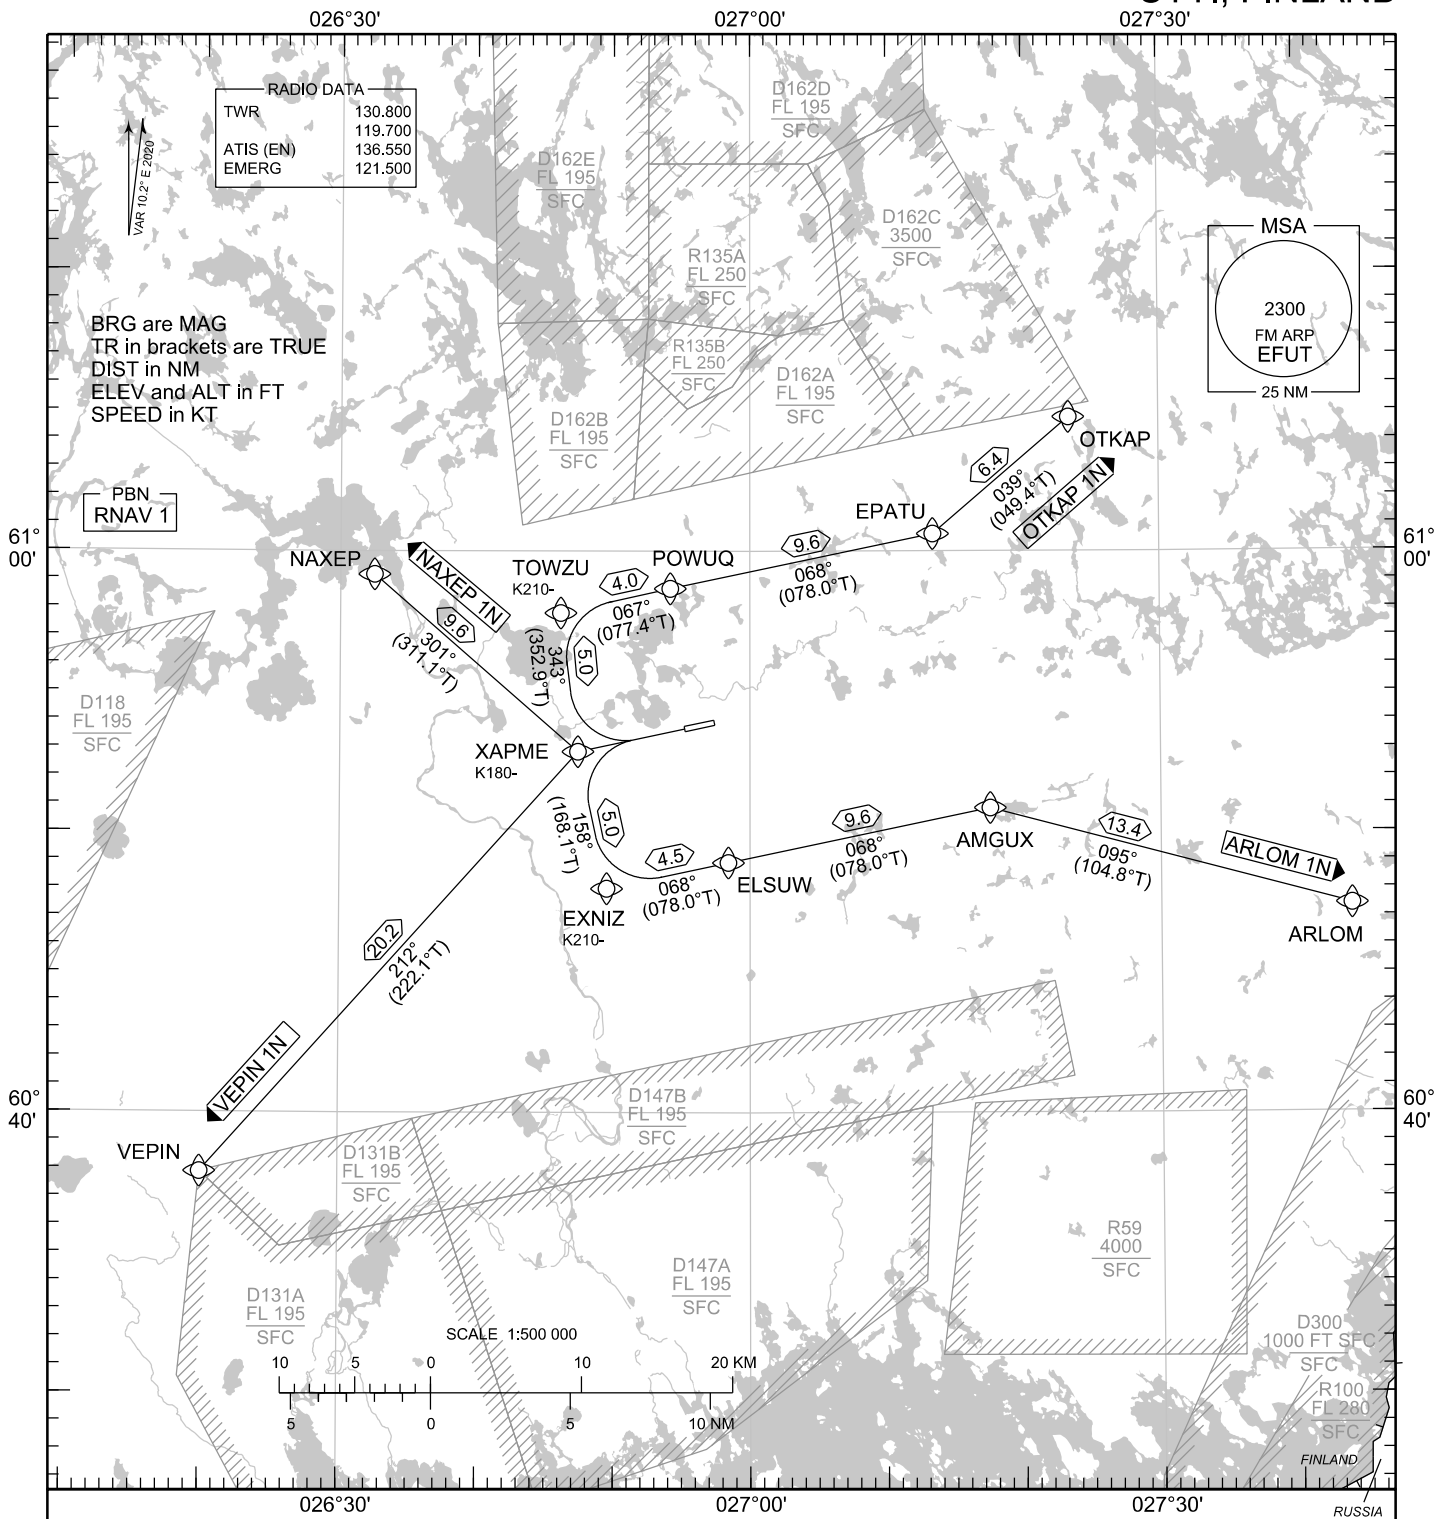 026°30'
027°00'
027°30'
RADIO DATA
TWR 130.800
119.700
ATIS (EN) 136.550
EMERG 121.500
VAR 10.2° E 2020
D162D
FL 195
SFC
D162E
FL 195
SFC
D162C
3500
SFC
R135A
FL 250
SFC
MSA
2300
FM ARP
EFUT
25 NM
BRG are MAG
TR in brackets are TRUE
DIST in NM
ELEV and ALT in FT
SPEED in KT
R135B
FL 250
SFC
D162A
FL 195
SFC
D162B
FL 195
SFC
OTKAP
6.4
039°
(049.4°T)
OTKAP 1N
PBN
RNAV 1
EPATU
61°
00'
61°
00'
NAXEP
NAXEP 1N
TOWZU
K210-
POWUQ
9.6
068°
(078.0°T)
4.0
067°
(077.4°T)
9.6
301°
(311.1°T)
343°
(352.9°T)
5.0
D118
FL 195
SFC
XAPME
K180-
158°
(168.1°T)
5.0
9.6
068°
(078.0°T)
AMGUX
13.4
095°
(104.8°T)
ARLOM 1N
4.5
068°
(078.0°T)
ELSUW
EXNIZ
K210-
ARLOM
20.2
212°
(222.1°T)
VEPIN 1N
60°
40'
60°
40'
D147B
FL 195
SFC
VEPIN
D131B
FL 195
SFC
R59
4000
SFC
D147A
FL 195
SFC
D131A
FL 195
SFC
SCALE 1:500 000
10 5 0 10 20 KM
5 0 5 10 NM
D300
1000 FT SFC
SFC
R100
FL 280
SFC
FINLAND
RUSSIA
026°30'
027°00'
027°30'